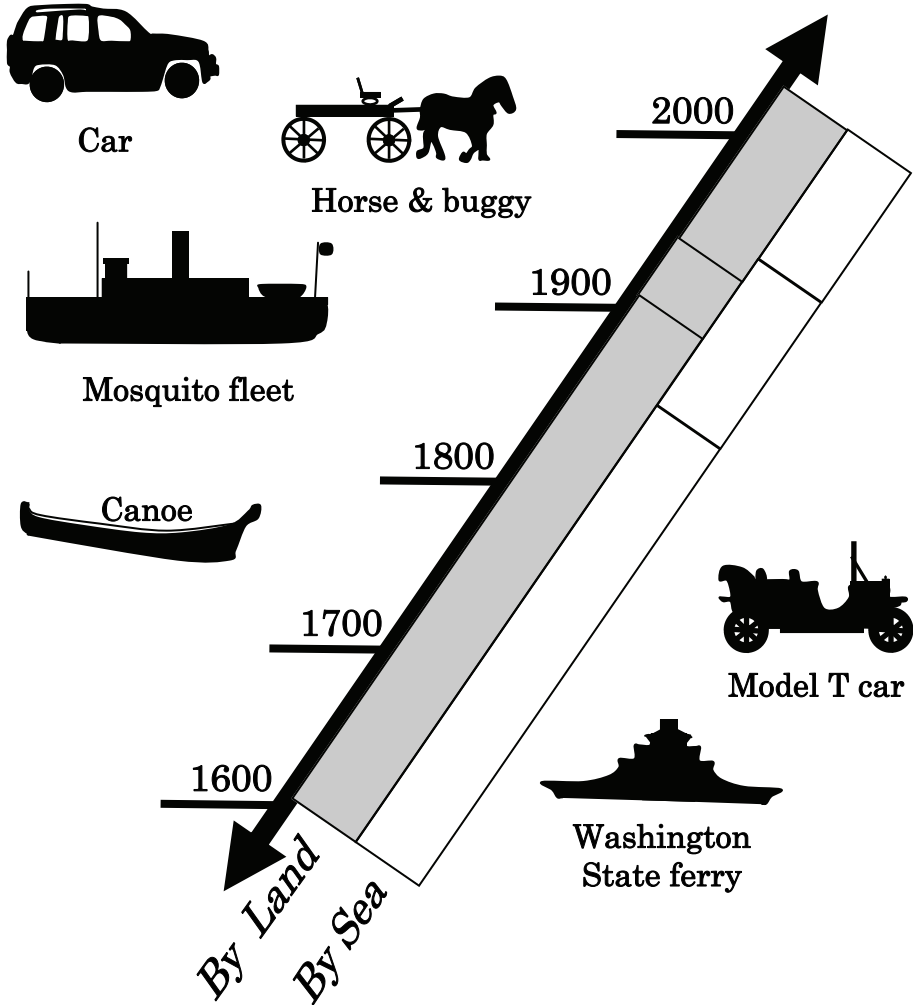 Car
Horse & buggy
2000
1900
Mosquito fleet
1800
Canoe
1700
Model T car
1600
Washington
State ferry
By Land
By Sea